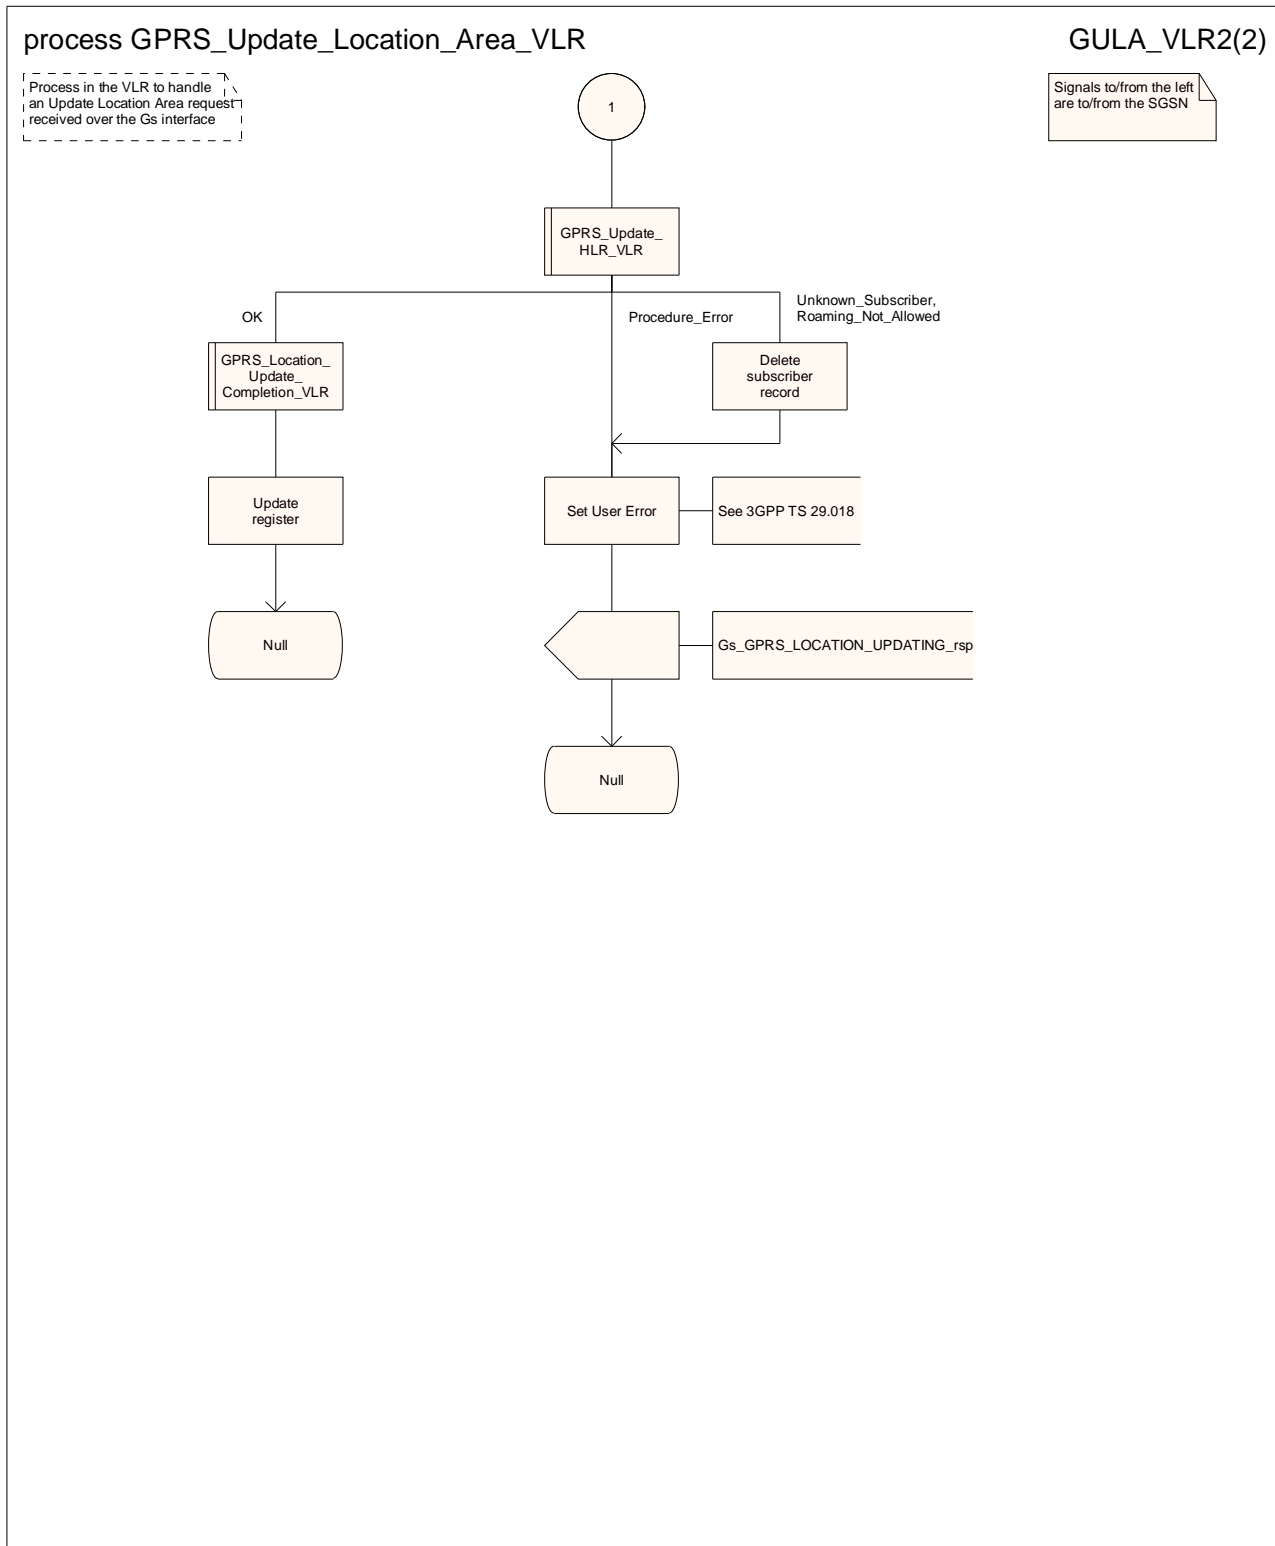 process GPRS_Update_Location_Area_VLR
GULA_VLR2(2)
Process in the VLR to handle
an Update Location Area request
received over the Gs interface
1
Signals to/from the left
are to/from the SGSN
GPRS_Update_
HLR_VLR
OK
Procedure_Error
Unknown_Subscriber,
Roaming_Not_Allowed
GPRS_Location_
Update_
Completion_VLR
Delete
subscriber
record
Update
register
Set User Error
See 3GPP TS 29.018
Null
Gs_GPRS_LOCATION_UPDATING_rsp
Null